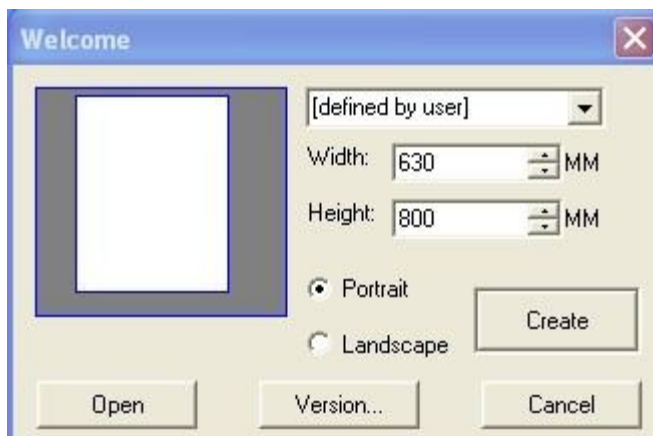 Welcome
[defined by user]
Width: 630 MM
Height: 800 MM
Portrait
Landscape
Create
Open Version... Cancel